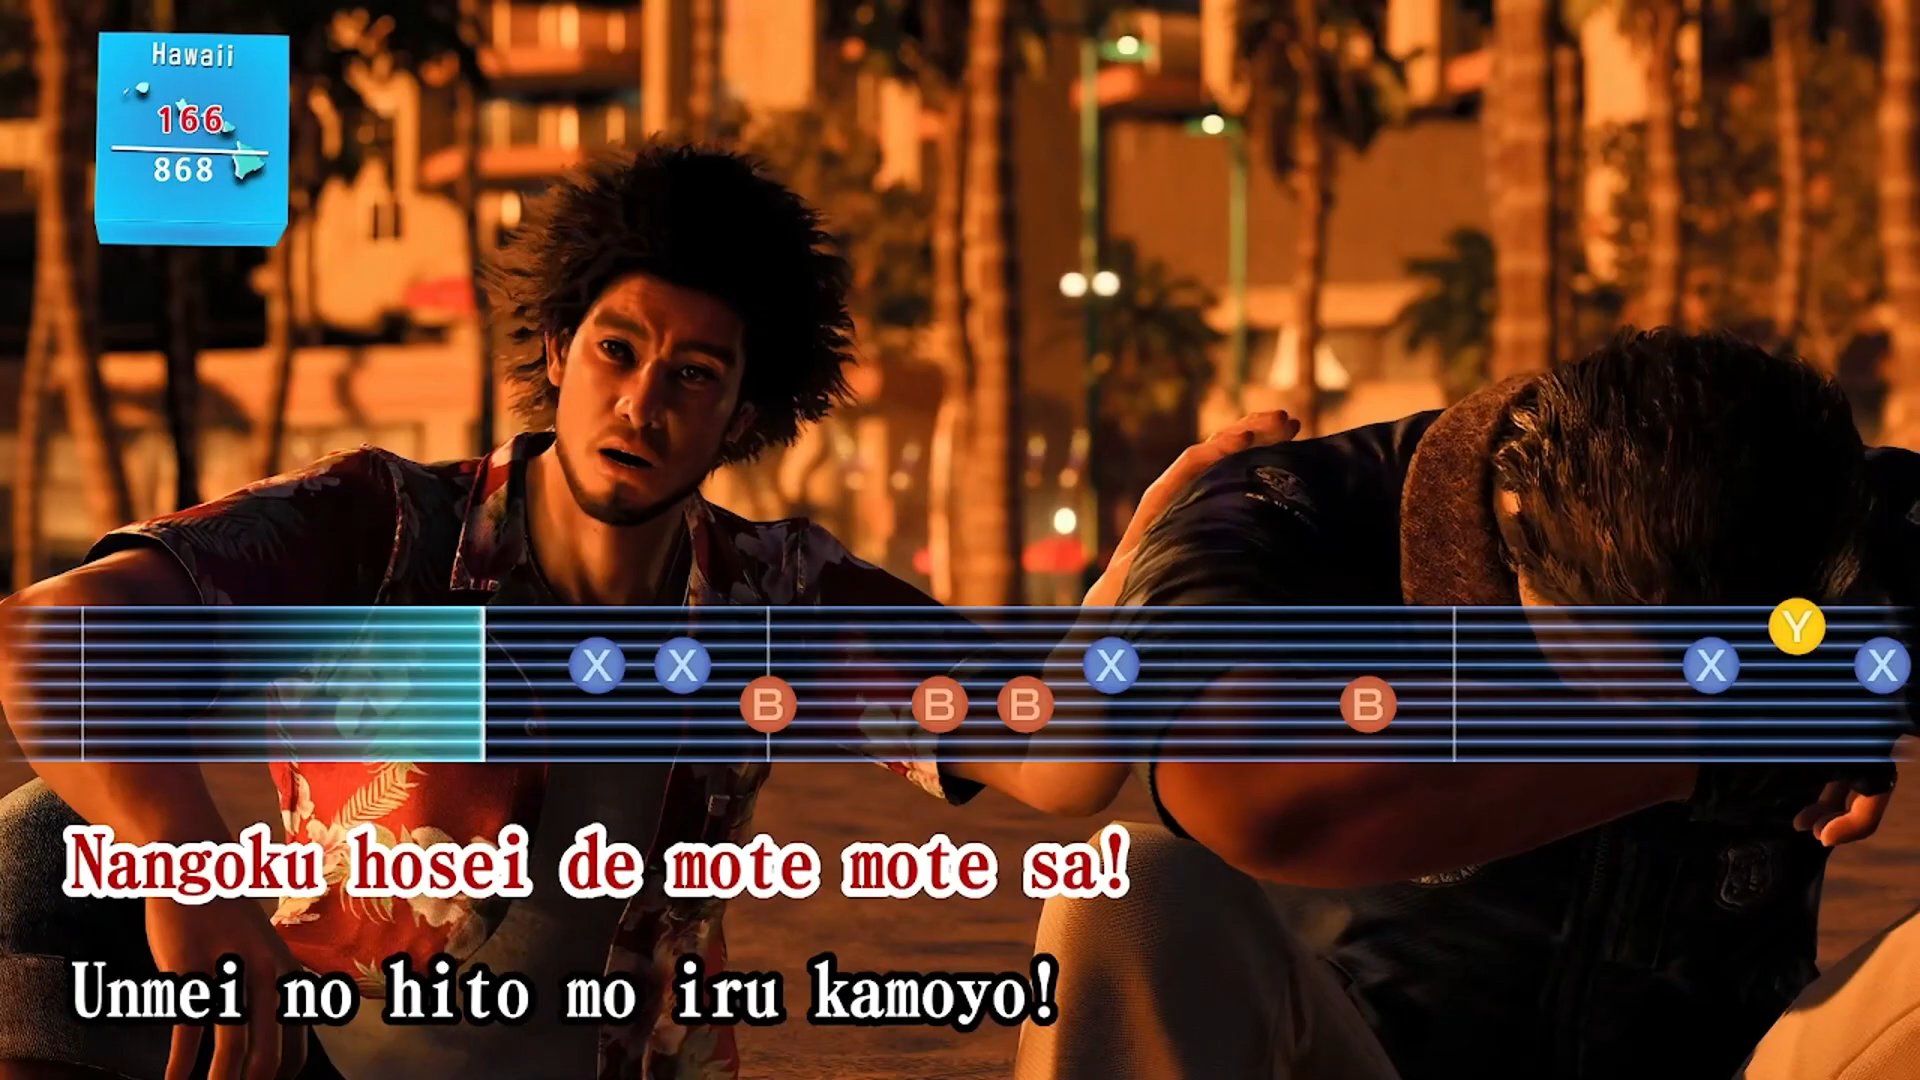 Hawaii
166
868
X X B B B X B X Y X
Nangoku hosei de mote mote sa!
Unmei no hito mo iru kamoyo!